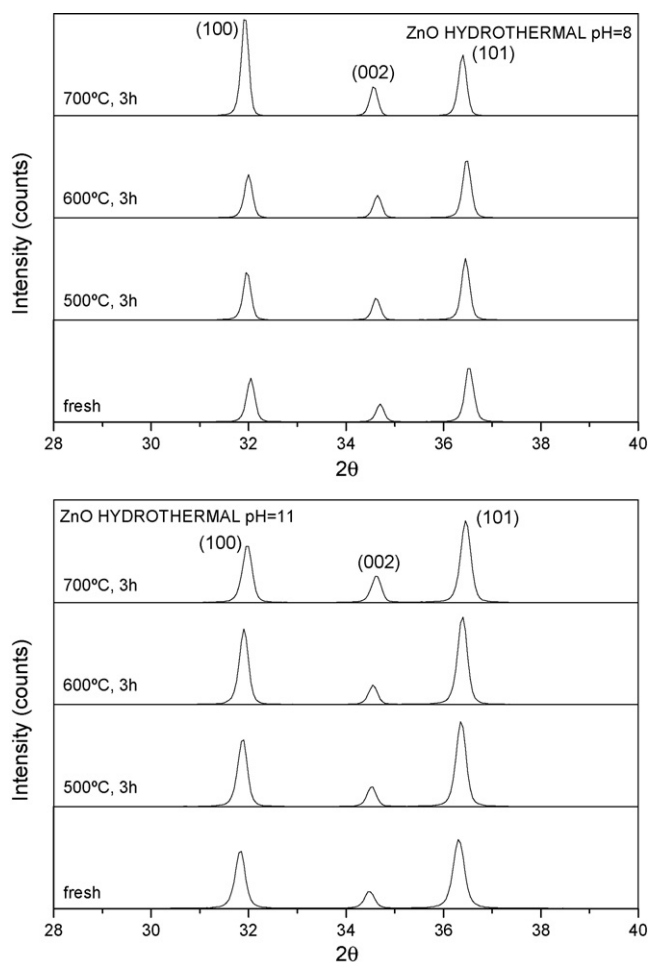 (100)
ZnO HYDROTHERMAL pH=8
(002)
(101)
700ºC, 3h
600ºC, 3h
500ºC, 3h
fresh
Intensity (counts)
28 30 32 34 36 38 40
2θ
ZnO HYDROTHERMAL pH=11
(100)
(002)
(101)
700ºC, 3h
600ºC, 3h
500ºC, 3h
fresh
Intensity (counts)
28 30 32 34 36 38 40
2θ